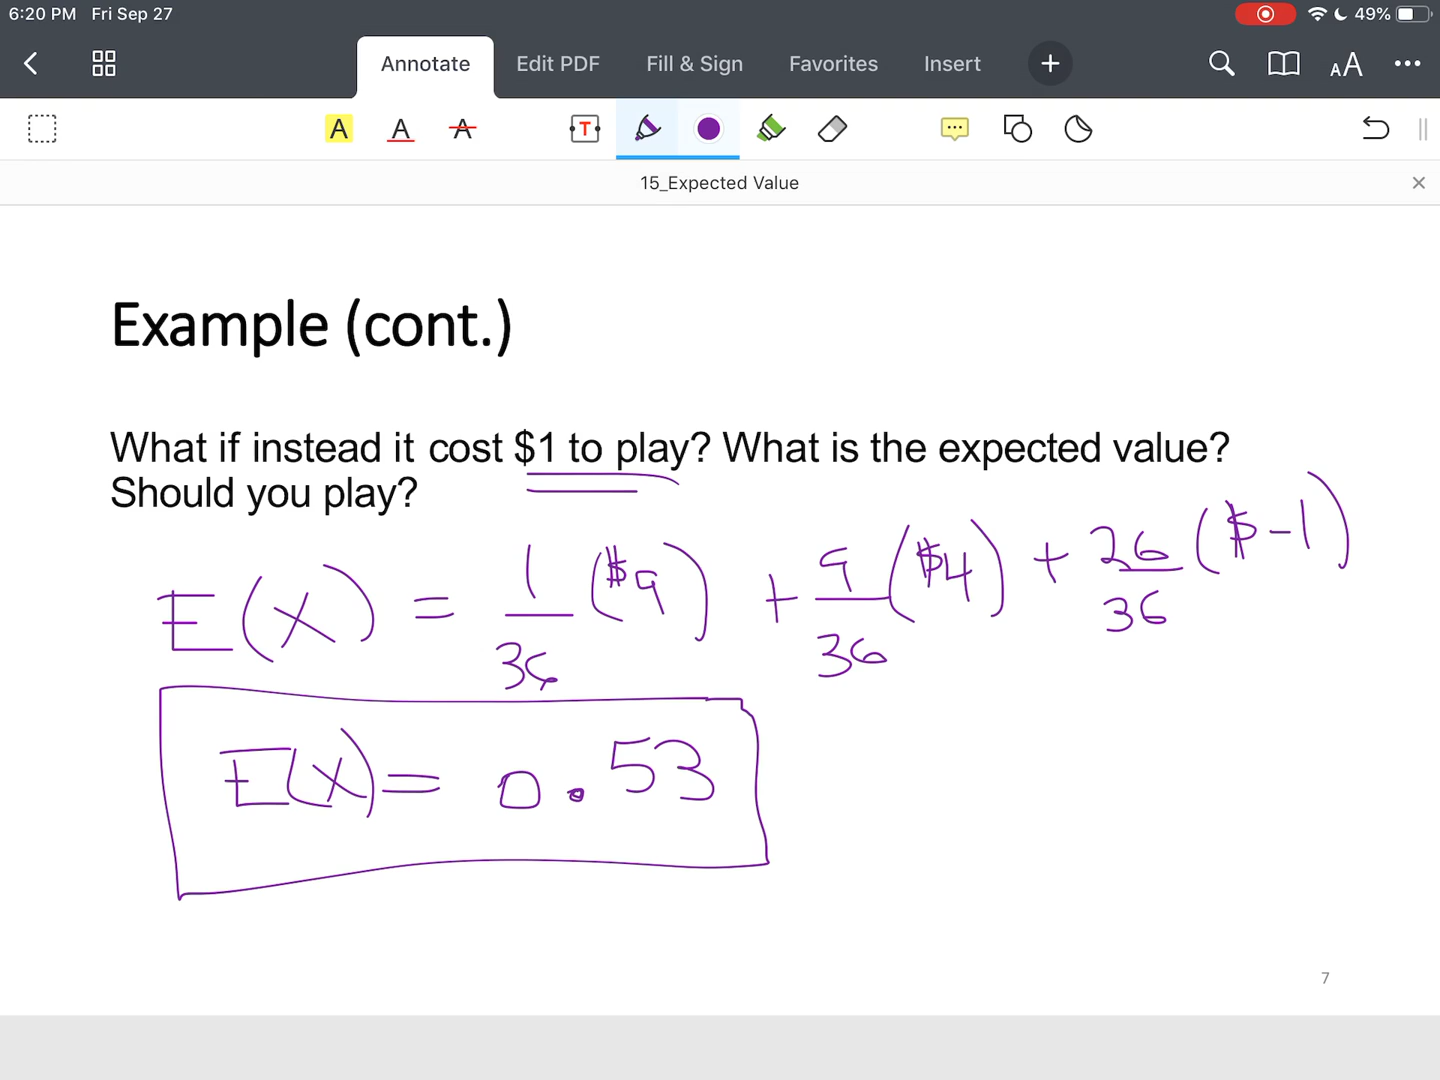 6:20 PM Fri Sep 27 49%
Annotate Edit PDF Fill & Sign Favorites Insert
AA
A A A T
15_Expected Value
Example (cont.)
What if instead it cost $1 to play? What is the expected value?
Should you play?
E(x) = 1/36 ($9) + 9/36 ($4) + 26/36 ($-1)
E(x) = 0.53
7